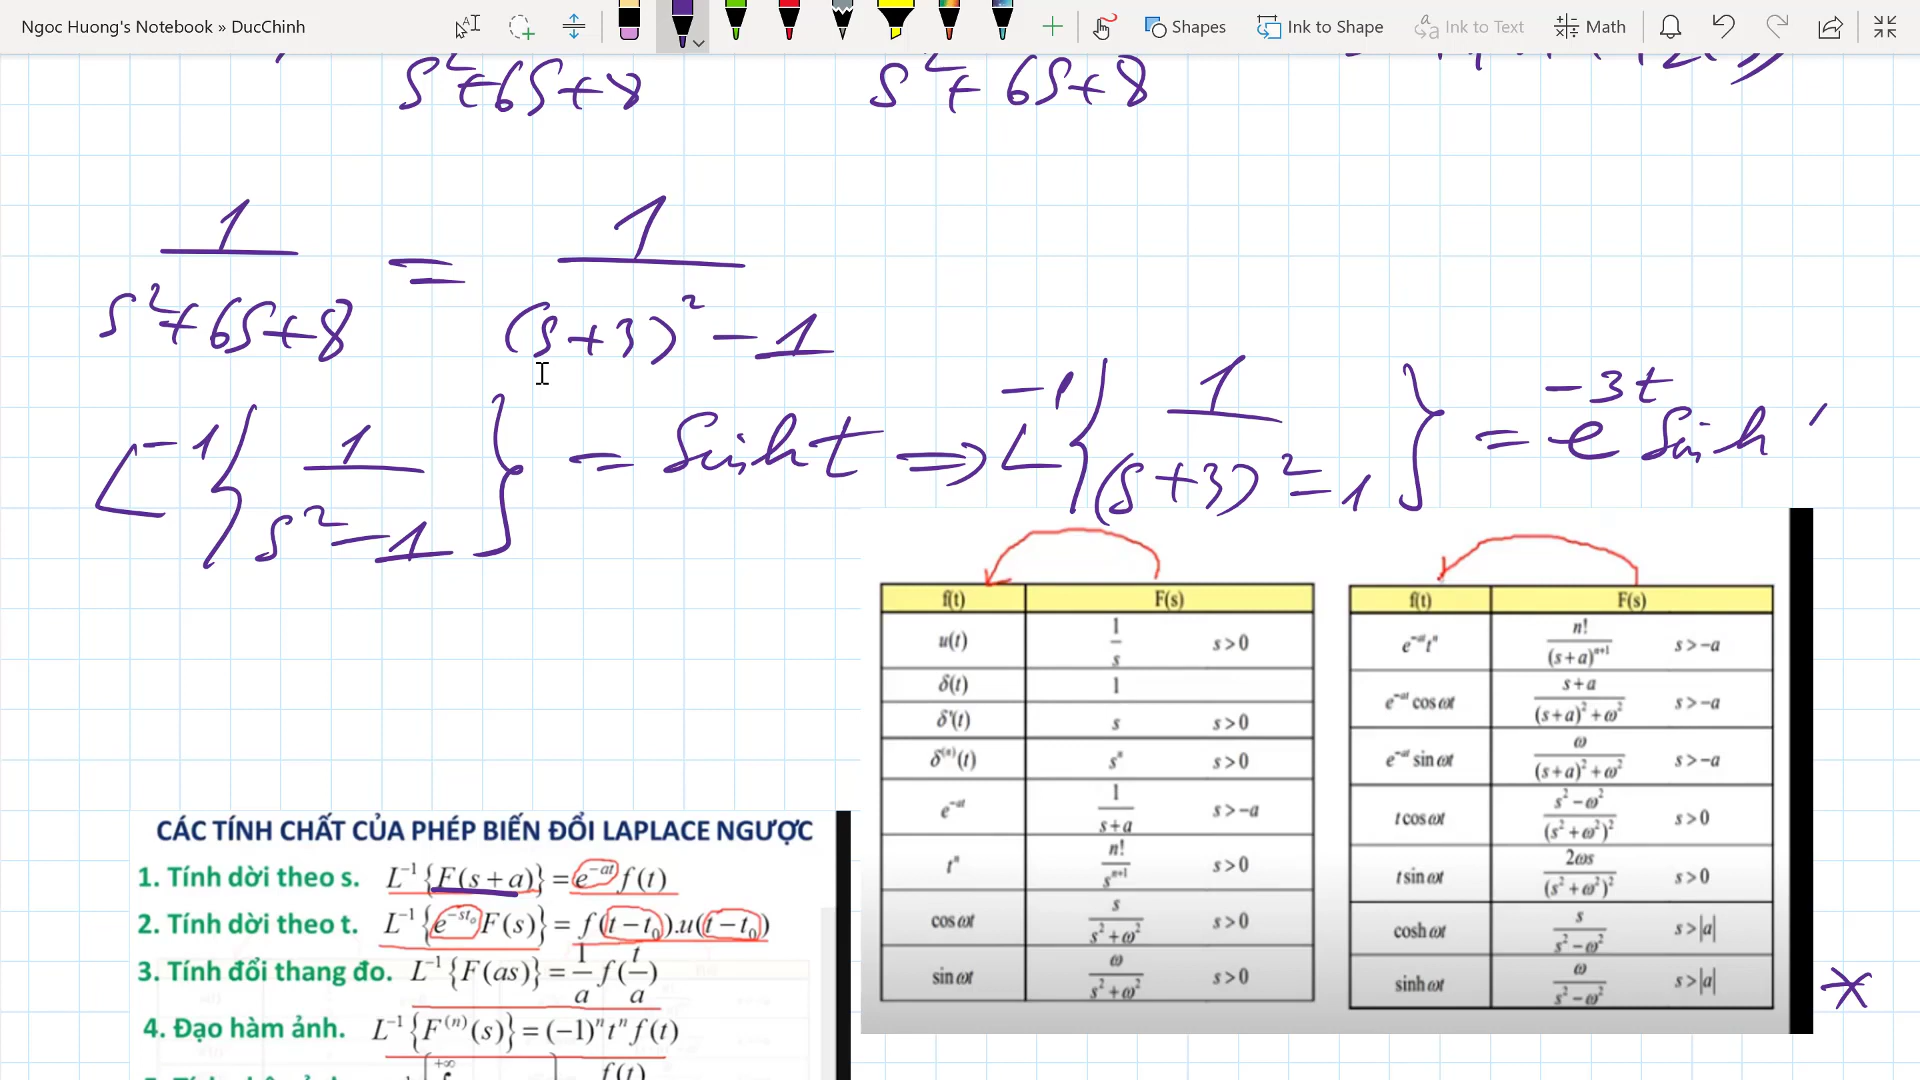 Ngoc Huong's Notebook » DucChinh
Shapes
Ink to Shape
Ink to Text
Math
s²+6s+8
s²+6s+8
1/(s²+6s+8) = 1/((s+3)²-1)
L⁻¹{1/(s²-1)} = Sinh t ⇒ L⁻¹{1/((s+3)²-1)} = e^(-3t) Sinh
f(t) F(s)
u(t) 1/s s>0
δ(t) 1
δ'(t) s s>0
δ⁽ⁿ⁾(t) sⁿ s>0
e^(-at) 1/(s+a) s>-a
tⁿ n!/s^(n+1) s>0
cos ωt s/(s²+ω²) s>0
sin ωt ω/(s²+ω²) s>0
f(t) F(s)
e^(-at)tⁿ n!/(s+a)^(n+1) s>-a
e^(-at) cos ωt (s+a)/((s+a)²+ω²) s>-a
e^(-at) sin ωt ω/((s+a)²+ω²) s>-a
t cos ωt (s²-ω²)/(s²+ω²)² s>0
t sin ωt 2ωs/(s²+ω²)² s>0
cosh ωt s/(s²-ω²) s>|a|
sinh ωt ω/(s²-ω²) s>|a|
CÁC TÍNH CHẤT CỦA PHÉP BIẾN ĐỔI LAPLACE NGƯỢC
1. Tính dời theo s. L⁻¹{F(s+a)} = e^(-at) f(t)
2. Tính dời theo t. L⁻¹{e^(-st₀)F(s)} = f(t-t₀).u(t-t₀)
3. Tính đổi thang đo. L⁻¹{F(as)} = 1/a f(t/a)
4. Đạo hàm ảnh. L⁻¹{F⁽ⁿ⁾(s)} = (-1)ⁿtⁿ f(t)
f(t)